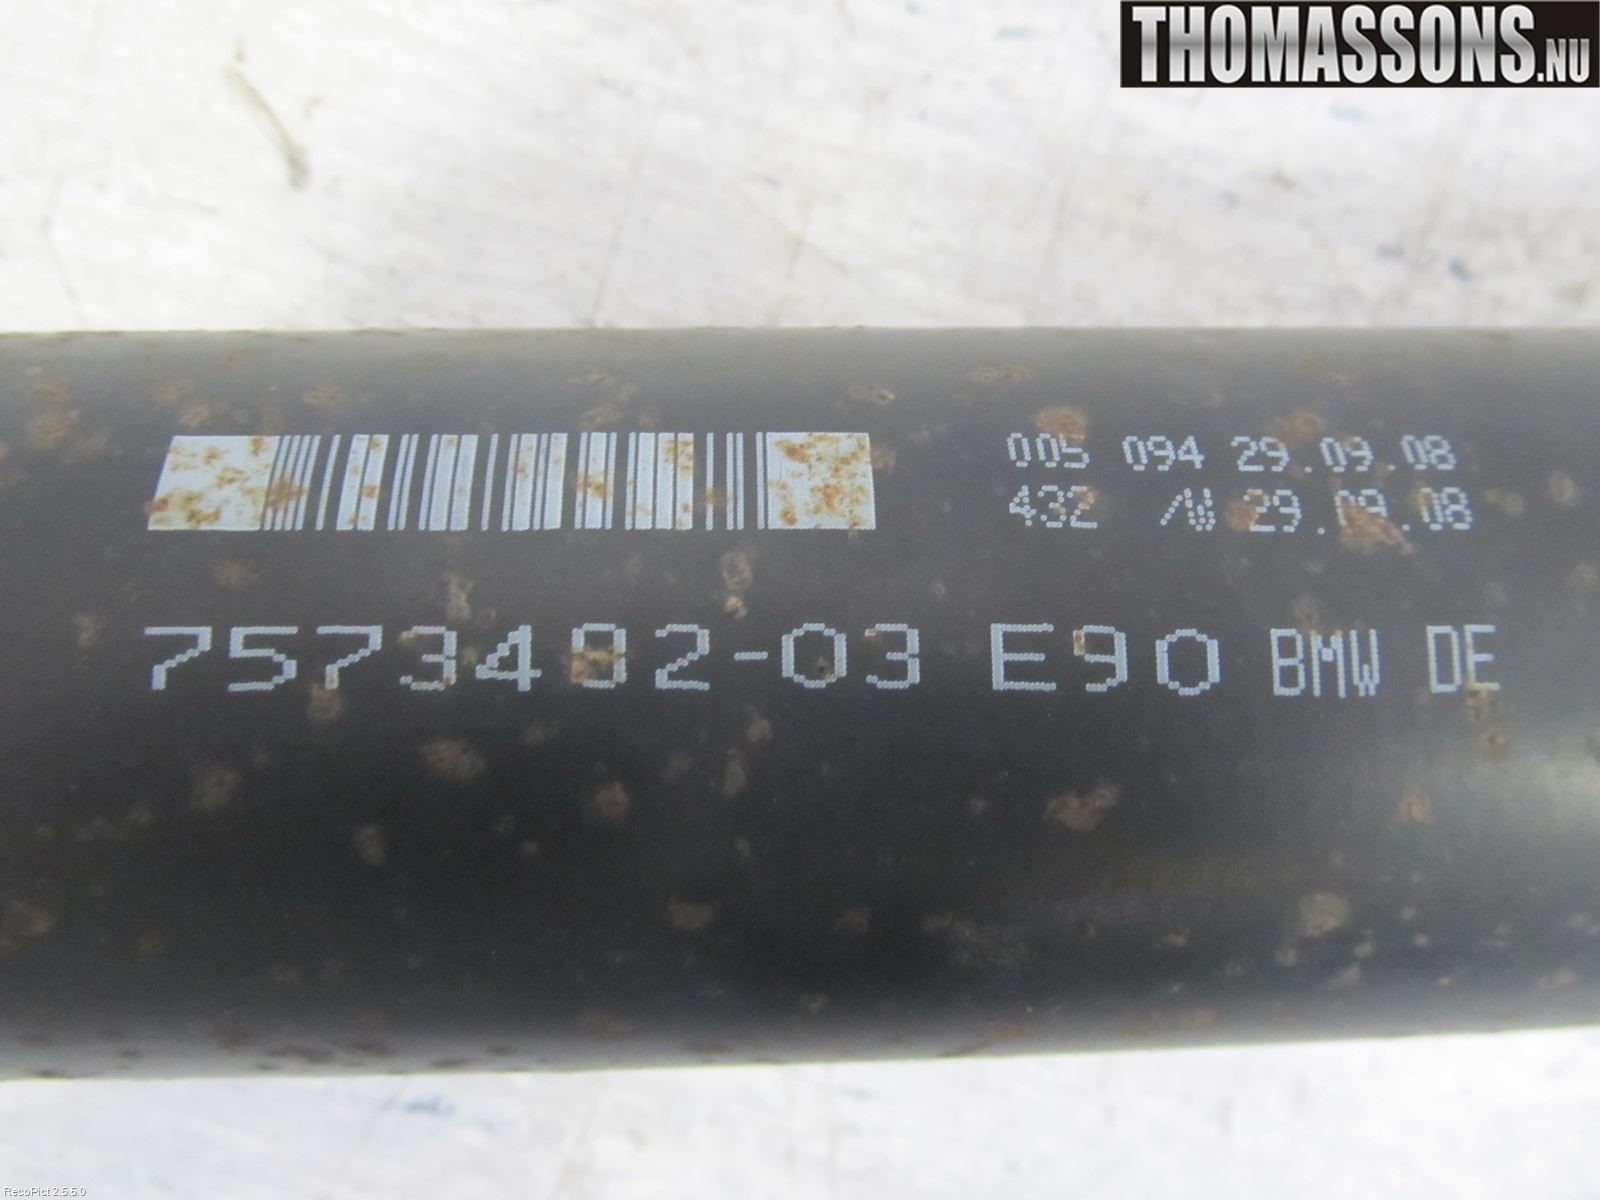 THOMASSONS.NU
005 094 29.09.08
432 29.09.08
7573482-03 E90 BMW DE
RecoPict 2.5.5.0